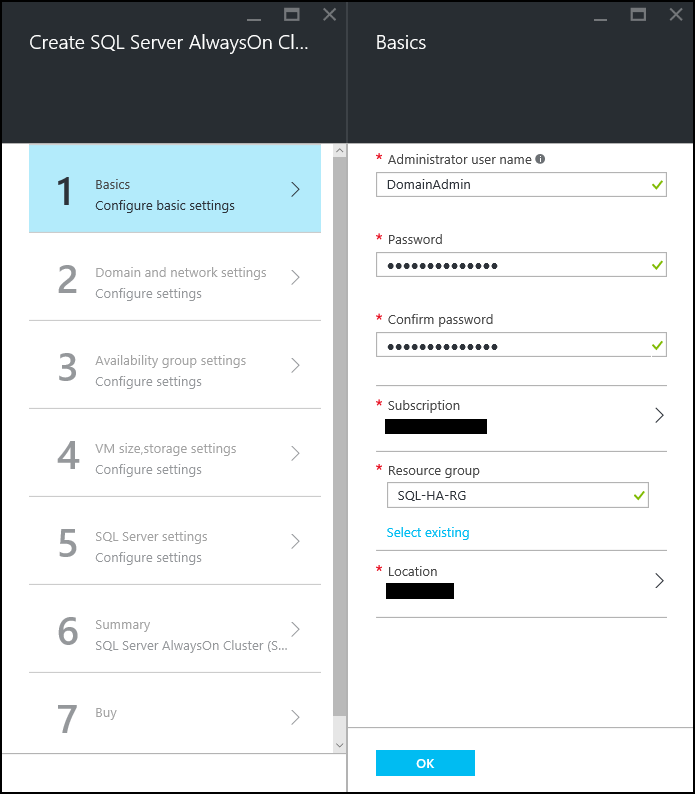 Create SQL Server AlwaysOn Cl...
1
Basics
Configure basic settings
2
Domain and network settings
Configure settings
3
Availability group settings
Configure settings
4
VM size,storage settings
Configure settings
5
SQL Server settings
Configure settings
6
Summary
SQL Server AlwaysOn Cluster (S...
7
Buy
Basics
* Administrator user name
DomainAdmin
* Password
●●●●●●●●●●●●●●
* Confirm password
●●●●●●●●●●●●●●
* Subscription
* Resource group
SQL-HA-RG
Select existing
* Location
OK